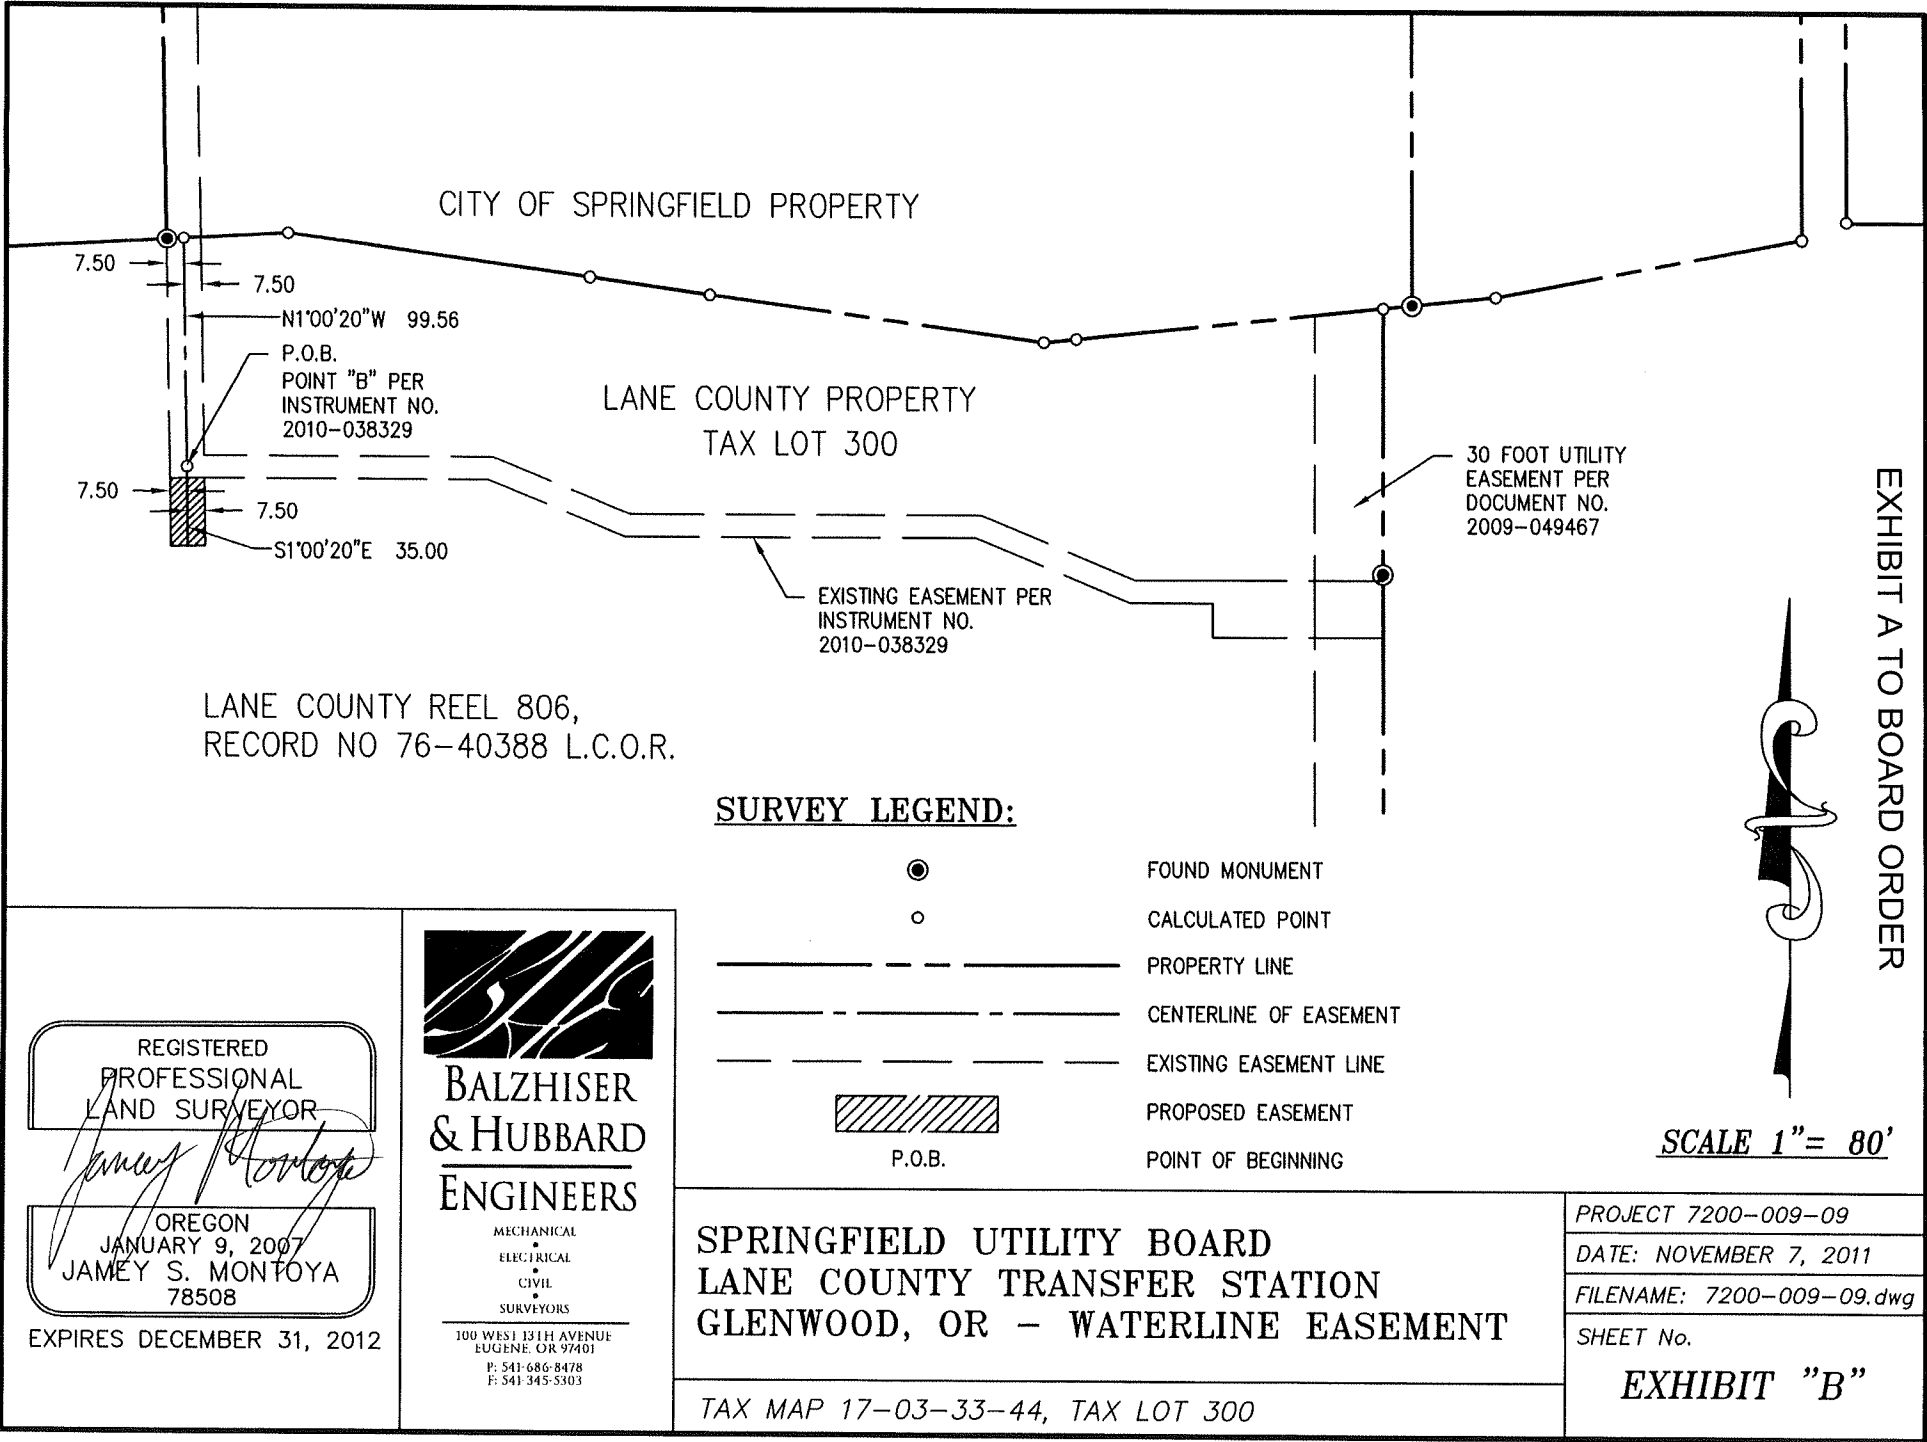 CITY OF SPRINGFIELD PROPERTY
7.50
7.50
N1°00'20"W 99.56
P.O.B.
POINT "B" PER
INSTRUMENT NO.
2010-038329
LANE COUNTY PROPERTY
TAX LOT 300
30 FOOT UTILITY
EASEMENT PER
DOCUMENT NO.
2009-049467
7.50
7.50
S1°00'20"E 35.00
EXISTING EASEMENT PER
INSTRUMENT NO.
2010-038329
LANE COUNTY REEL 806,
RECORD NO 76-40388 L.C.O.R.
EXHIBIT A TO BOARD ORDER
SURVEY LEGEND:
FOUND MONUMENT
CALCULATED POINT
PROPERTY LINE
CENTERLINE OF EASEMENT
EXISTING EASEMENT LINE
PROPOSED EASEMENT
P.O.B. POINT OF BEGINNING
SCALE 1"= 80'
REGISTERED
PROFESSIONAL
LAND SURVEYOR
Jamey Montoya
OREGON
JANUARY 9, 2007
JAMEY S. MONTOYA
78508
EXPIRES DECEMBER 31, 2012
BALZHISER
& HUBBARD
ENGINEERS
MECHANICAL
•
ELECTRICAL
•
CIVIL
•
SURVEYORS
100 WEST 13TH AVENUE
EUGENE, OR 97401
P: 541-686-8478
F: 541-345-5303
SPRINGFIELD UTILITY BOARD
LANE COUNTY TRANSFER STATION
GLENWOOD, OR - WATERLINE EASEMENT
TAX MAP 17-03-33-44, TAX LOT 300
PROJECT 7200-009-09
DATE: NOVEMBER 7, 2011
FILENAME: 7200-009-09.dwg
SHEET No.
EXHIBIT "B"